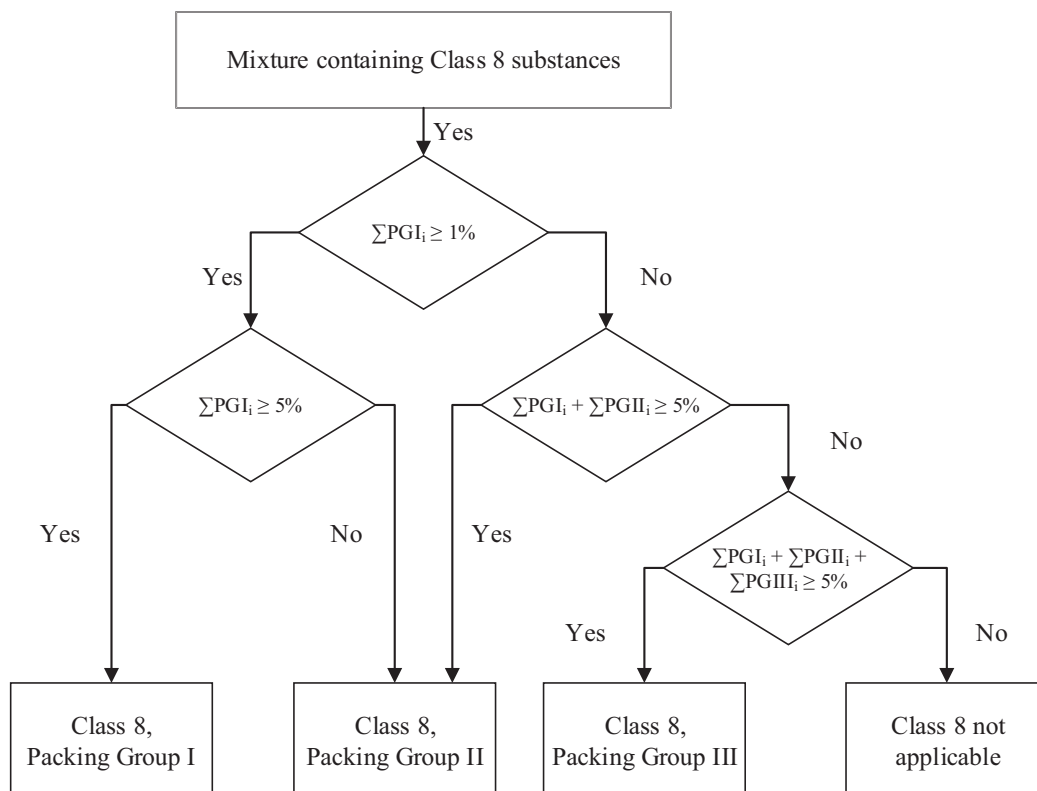 Mixture containing Class 8 substances
Yes
∑PGIᵢ ≥ 1%
Yes
No
∑PGIᵢ ≥ 5%
∑PGIᵢ + ∑PGIIᵢ ≥ 5%
No
Yes
No
Yes
∑PGIᵢ + ∑PGIIᵢ +
∑PGIIIᵢ ≥ 5%
Yes
No
Class 8,
Packing Group I
Class 8,
Packing Group II
Class 8,
Packing Group III
Class 8 not
applicable